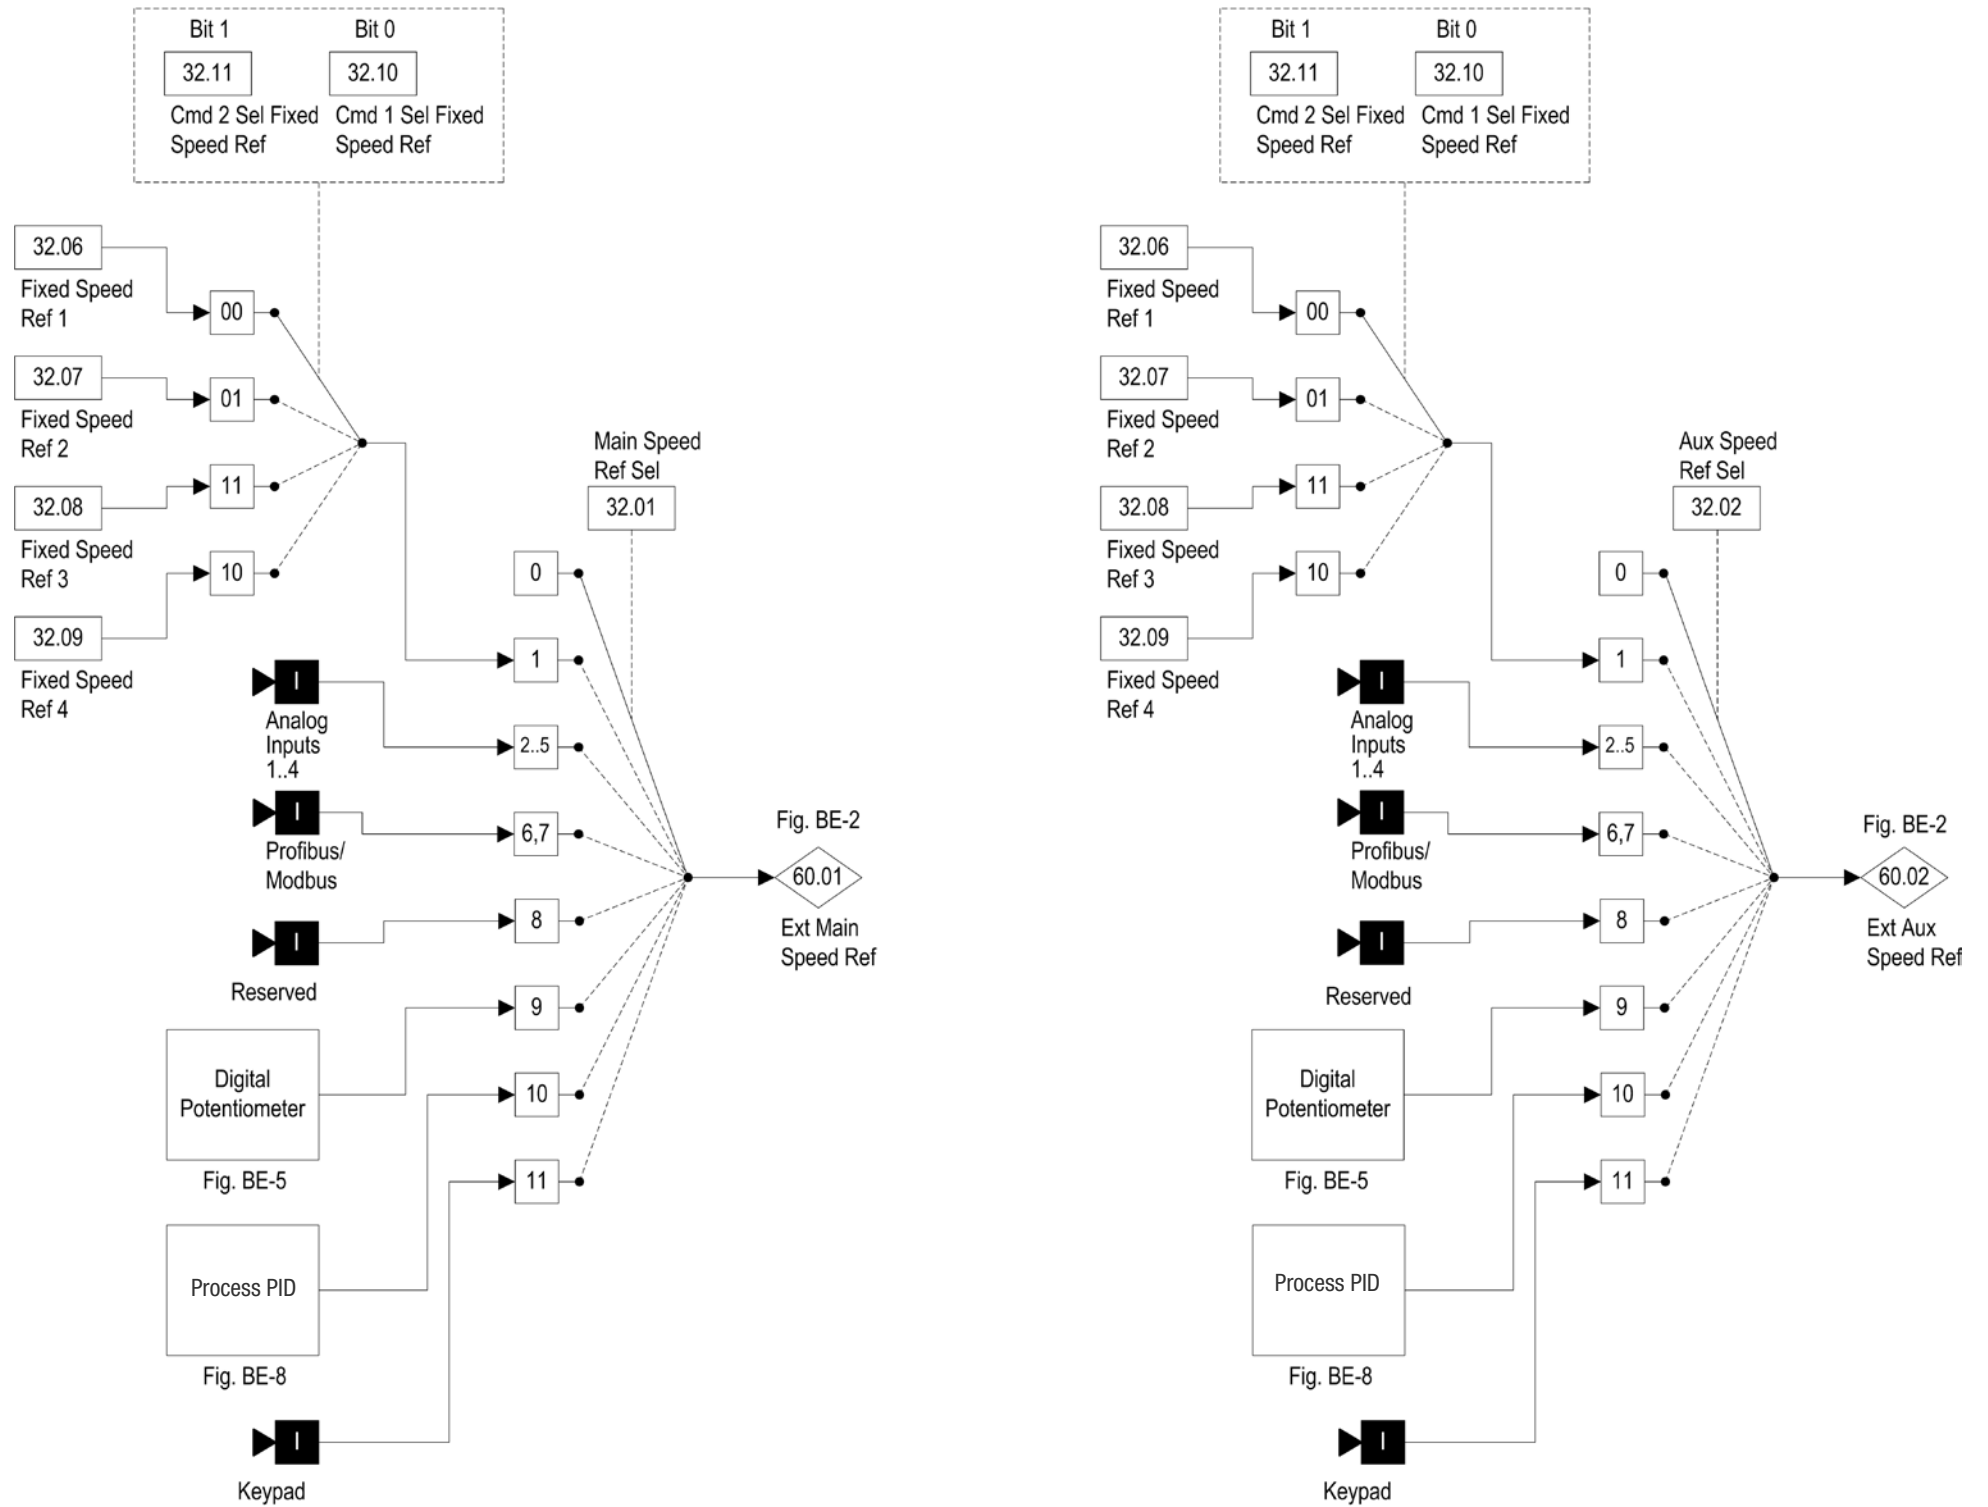 Bit 1
Bit 0
32.11
32.10
Cmd 2 Sel Fixed
Speed Ref
Cmd 1 Sel Fixed
Speed Ref
32.06
Fixed Speed
Ref 1
00
32.07
Fixed Speed
Ref 2
01
32.08
Fixed Speed
Ref 3
11
32.09
Fixed Speed
Ref 4
10
Main Speed
Ref Sel
32.01
0
1
I
Analog
Inputs
1..4
2..5
I
Profibus/
Modbus
6,7
I
Reserved
8
Digital
Potentiometer
Fig. BE-5
9
Process PID
Fig. BE-8
10
I
Keypad
11
Fig. BE-2
60.01
Ext Main
Speed Ref
Bit 1
Bit 0
32.11
32.10
Cmd 2 Sel Fixed
Speed Ref
Cmd 1 Sel Fixed
Speed Ref
32.06
Fixed Speed
Ref 1
00
32.07
Fixed Speed
Ref 2
01
32.08
Fixed Speed
Ref 3
11
32.09
Fixed Speed
Ref 4
10
Aux Speed
Ref Sel
32.02
0
1
I
Analog
Inputs
1..4
2..5
I
Profibus/
Modbus
6,7
I
Reserved
8
Digital
Potentiometer
Fig. BE-5
9
Process PID
Fig. BE-8
10
I
Keypad
11
Fig. BE-2
60.02
Ext Aux
Speed Ref